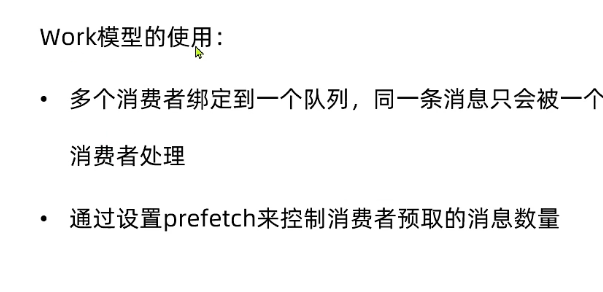 Work模型的使用：
• 多个消费者绑定到一个队列，同一条消息只会被一个
消费者处理
• 通过设置prefetch来控制消费者预取的消息数量